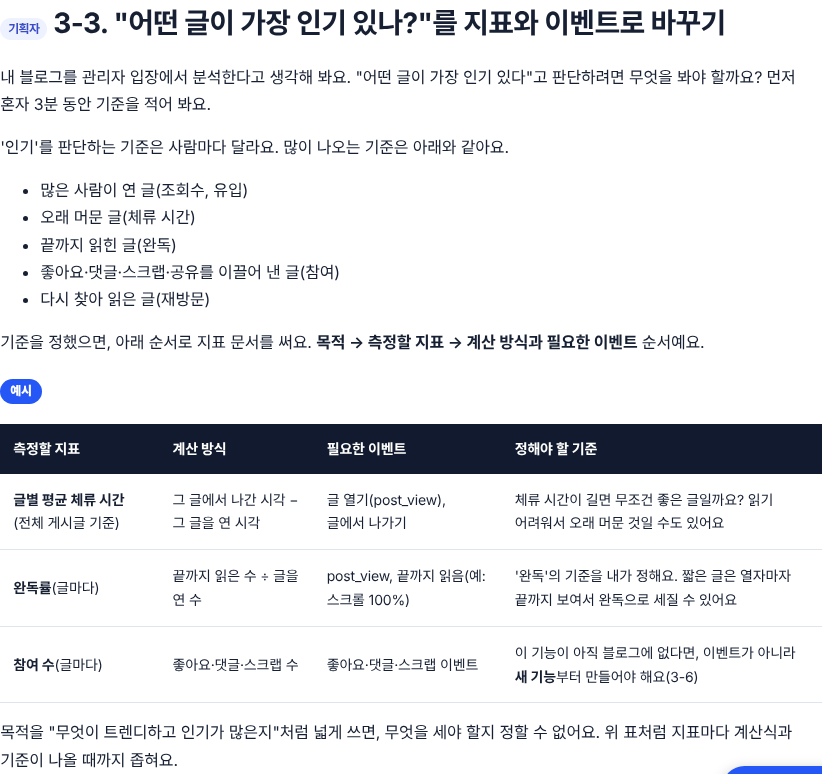 기획자 3-3. "어떤 글이 가장 인기 있나?"를 지표와 이벤트로 바꾸기
내 블로그를 관리자 입장에서 분석한다고 생각해 봐요. "어떤 글이 가장 인기 있다"고 판단하려면 무엇을 봐야 할까요? 먼저
혼자 3분 동안 기준을 적어 봐요.
'인기'를 판단하는 기준은 사람마다 달라요. 많이 나오는 기준은 아래와 같아요.
• 많은 사람이 연 글(조회수, 유입)
• 오래 머문 글(체류 시간)
• 끝까지 읽힌 글(완독)
• 좋아요·댓글·스크랩·공유를 이끌어 낸 글(참여)
• 다시 찾아 읽은 글(재방문)
기준을 정했으면, 아래 순서로 지표 문서를 써요. 목적 → 측정할 지표 → 계산 방식과 필요한 이벤트 순서예요.
예시
측정할 지표 계산 방식 필요한 이벤트 정해야 할 기준
글별 평균 체류 시간 그 글에서 나간 시각 − 글 열기(post_view), 체류 시간이 길면 무조건 좋은 글일까요? 읽기
(전체 게시글 기준) 그 글을 연 시각 글에서 나가기 어려워서 오래 머문 것일 수도 있어요
완독률(글마다) 끝까지 읽은 수 ÷ 글을 post_view, 끝까지 읽음(예: '완독'의 기준을 내가 정해요. 짧은 글은 열자마자
연 수 스크롤 100%) 끝까지 보여서 완독으로 세질 수 있어요
참여 수(글마다) 좋아요·댓글·스크랩 수 좋아요·댓글·스크랩 이벤트 이 기능이 아직 블로그에 없다면, 이벤트가 아니라
새 기능부터 만들어야 해요(3-6)
목적을 "무엇이 트렌디하고 인기가 많은지"처럼 넓게 쓰면, 무엇을 세야 할지 정할 수 없어요. 위 표처럼 지표마다 계산식과
기준이 나올 때까지 좁혀요.